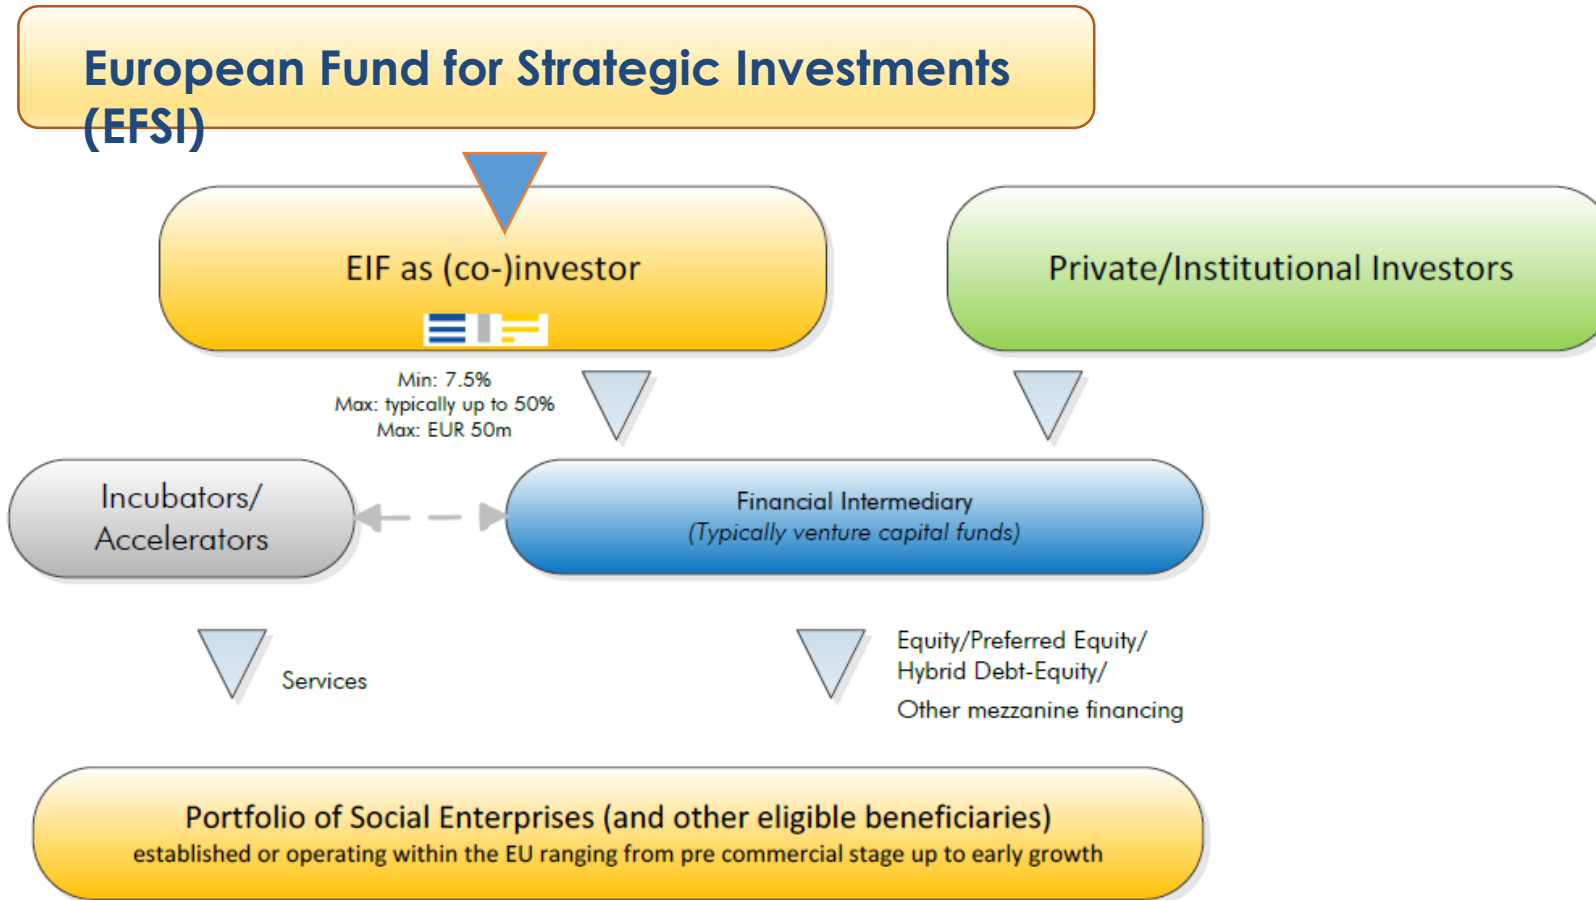 European Fund for Strategic Investments
(EFSI)
EIF as (co-)investor
Private/Institutional Investors
Min: 7.5%
Max: typically up to 50%
Max: EUR 50m
Incubators/
Accelerators
Financial Intermediary
(Typically venture capital funds)
Services
Equity/Preferred Equity/
Hybrid Debt-Equity/
Other mezzanine financing
Portfolio of Social Enterprises (and other eligible beneficiaries)
established or operating within the EU ranging from pre commercial stage up to early growth